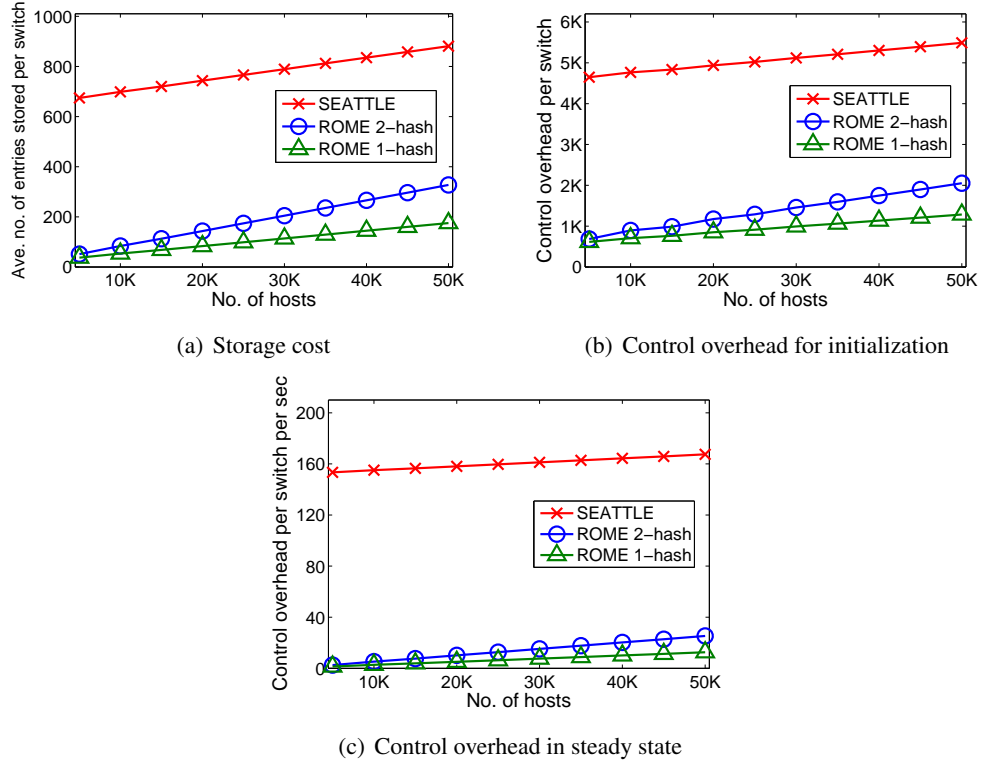 Ave. no. of entries stored per switch
1000
800
600
400
200
0
SEATTLE
ROME 2-hash
ROME 1-hash
10K 20K 30K 40K 50K
No. of hosts
(a) Storage cost
Control overhead per switch
6K
5K
4K
3K
2K
1K
0
SEATTLE
ROME 2-hash
ROME 1-hash
10K 20K 30K 40K 50K
No. of hosts
(b) Control overhead for initialization
Control overhead per switch per sec
200
160
120
80
40
0
SEATTLE
ROME 2-hash
ROME 1-hash
10K 20K 30K 40K 50K
No. of hosts
(c) Control overhead in steady state